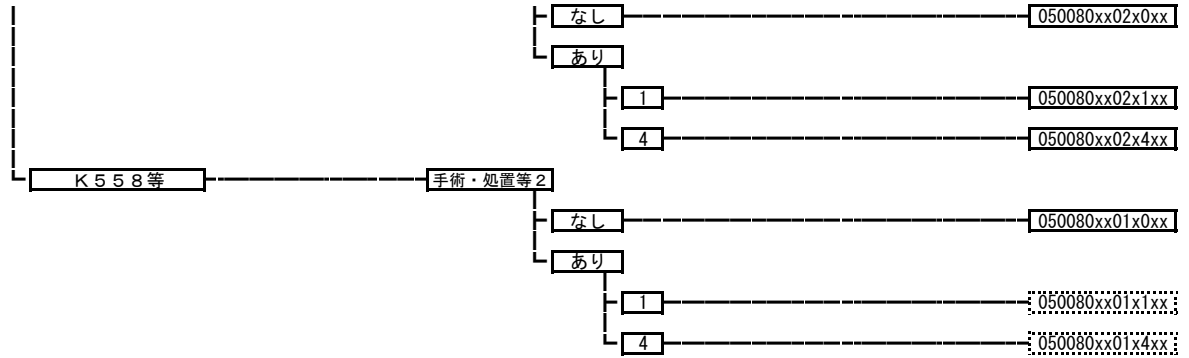 なし 050080xx02x0xx
あり
1 050080xx02x1xx
4 050080xx02x4xx
Ｋ５５８等 手術・処置等２
なし 050080xx01x0xx
あり
1 050080xx01x1xx
4 050080xx01x4xx